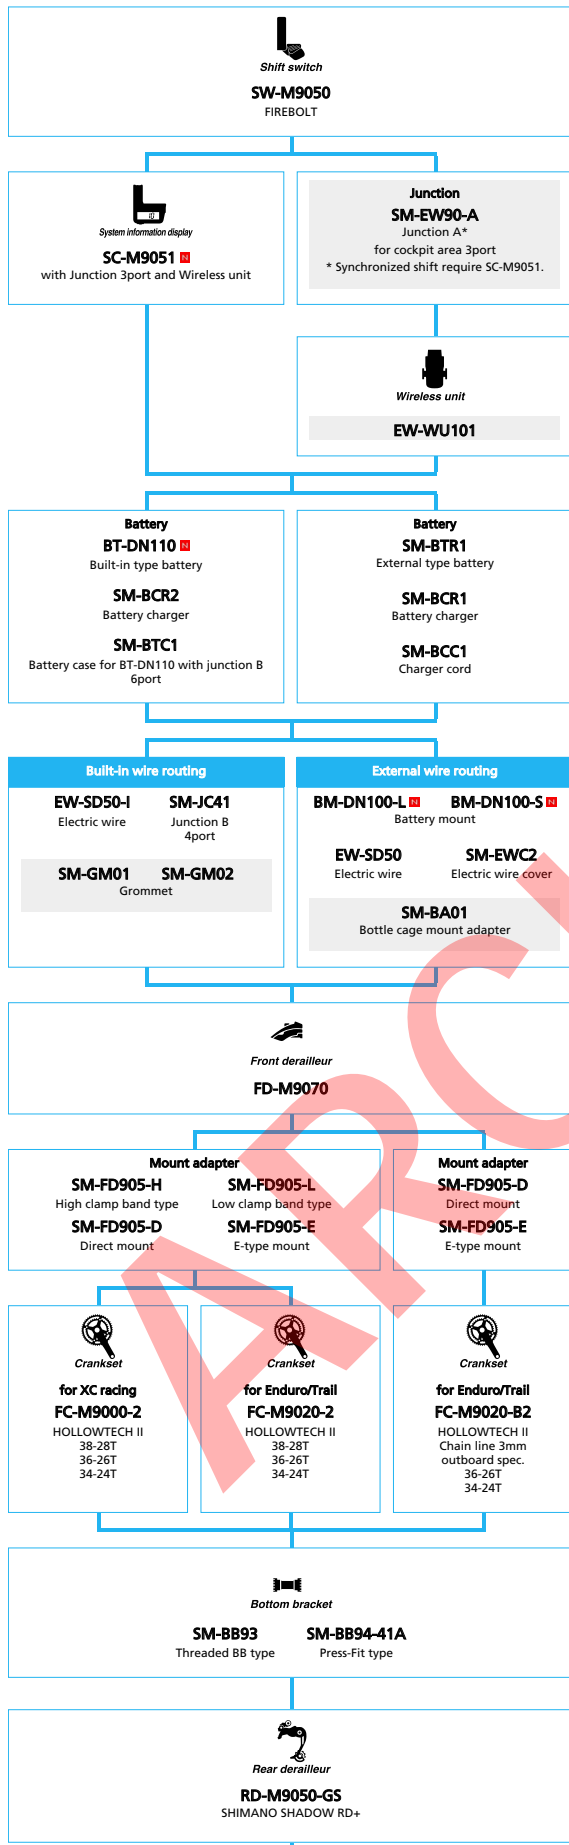 Shift switch
SW-M9050
FIREBOLT
System information display
SC-M9051 N
with Junction 3port and Wireless unit
Junction
SM-EW90-A
Junction A*
for cockpit area 3port
* Synchronized shift require SC-M9051.
Wireless unit
EW-WU101
Battery
BT-DN110 N
Built-in type battery
SM-BCR2
Battery charger
SM-BTC1
Battery case for BT-DN110 with junction B
6port
Battery
SM-BTR1
External type battery
SM-BCR1
Battery charger
SM-BCC1
Charger cord
Built-in wire routing
EW-SD50-I SM-JC41
Electric wire Junction B
4port
SM-GM01 SM-GM02
Grommet
External wire routing
BM-DN100-L N BM-DN100-S N
Battery mount
EW-SD50 SM-EWC2
Electric wire Electric wire cover
SM-BA01
Bottle cage mount adapter
Front derailleur
FD-M9070
Mount adapter
SM-FD905-H SM-FD905-L
High clamp band type Low clamp band type
SM-FD905-D SM-FD905-E
Direct mount E-type mount
Mount adapter
SM-FD905-D
Direct mount
SM-FD905-E
E-type mount
Crankset
for XC racing
FC-M9000-2
HOLLOWTECH II
38-28T
36-26T
34-24T
Crankset
for Enduro/Trail
FC-M9020-2
HOLLOWTECH II
38-28T
36-26T
34-24T
Crankset
for Enduro/Trail
FC-M9020-B2
HOLLOWTECH II
Chain line 3mm
outboard spec.
36-26T
34-24T
Bottom bracket
SM-BB93 SM-BB94-41A
Threaded BB type Press-Fit type
Rear derailleur
RD-M9050-GS
SHIMANO SHADOW RD+